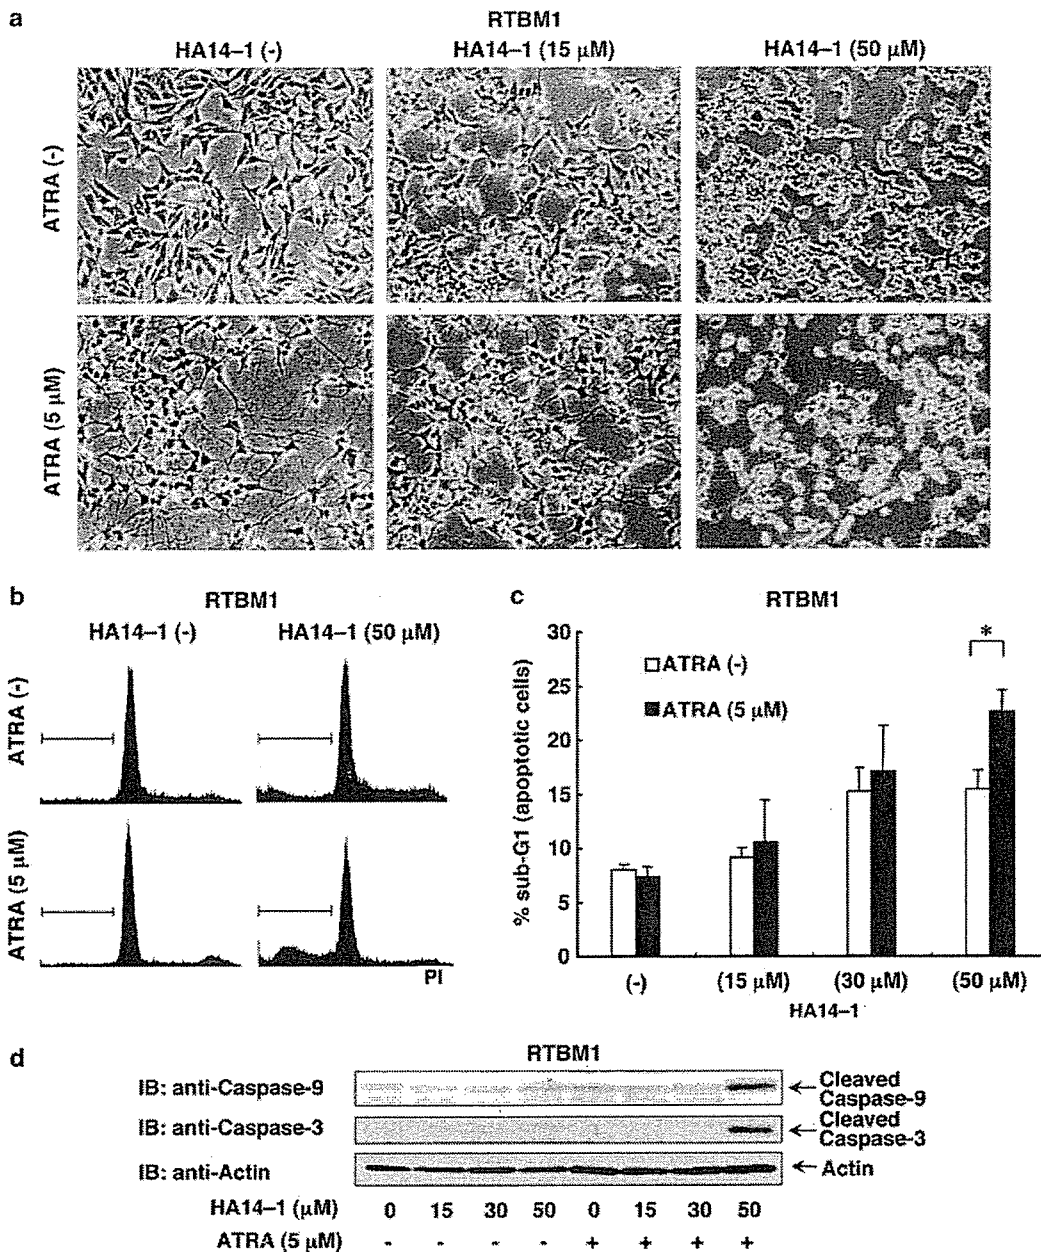 a
RTBM1
HA14–1 (-) HA14–1 (15 µM) HA14–1 (50 µM)
ATRA (-)
ATRA (5 µM)
b
RTBM1
HA14–1 (-) HA14–1 (50 µM)
ATRA (-)
ATRA (5 µM)
PI
c
RTBM1
% sub-G1 (apoptotic cells)
30
25
20
15
10
5
0
ATRA (-)
ATRA (5 µM)
*
(-) (15 µM) (30 µM) (50 µM)
HA14–1
d
RTBM1
IB: anti-Caspase-9 Cleaved Caspase-9
IB: anti-Caspase-3 Cleaved Caspase-3
IB: anti-Actin Actin
HA14–1 (µM) 0 15 30 50 0 15 30 50
ATRA (5 µM) - - - - + + + +